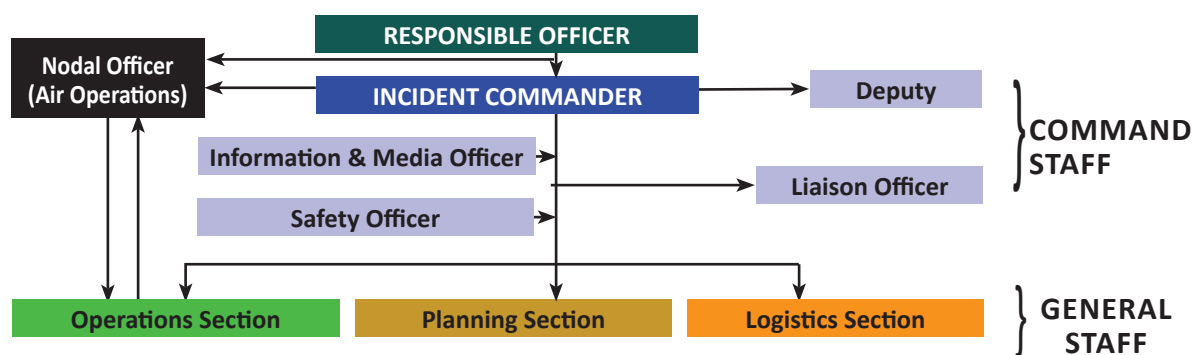 RESPONSIBLE OFFICER
Nodal Officer
(Air Operations)
INCIDENT COMMANDER
Deputy
COMMAND
STAFF
Information & Media Officer
Liaison Officer
Safety Officer
Operations Section
Planning Section
Logistics Section
GENERAL
STAFF